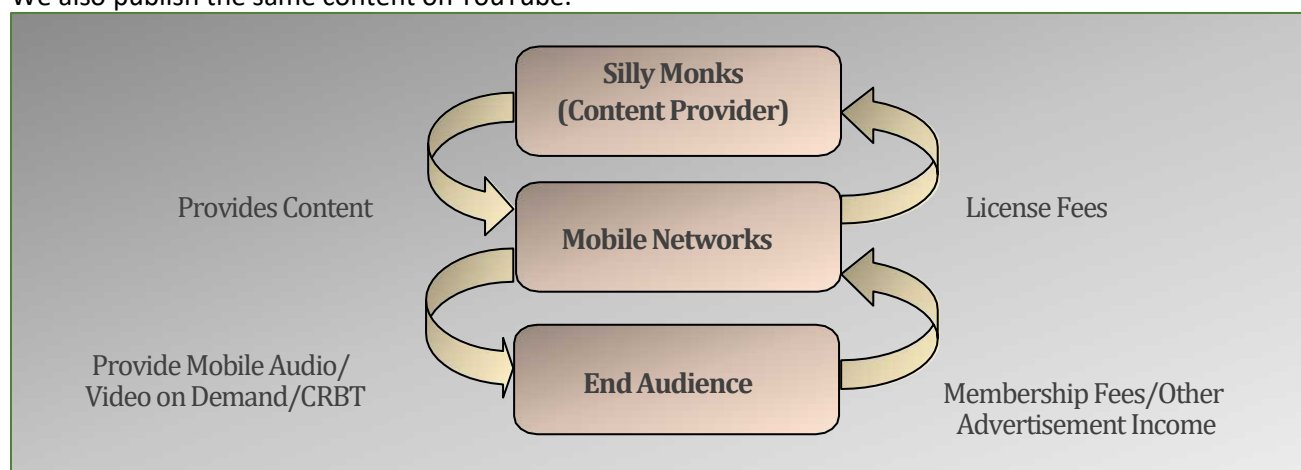 We also publish the same content on YouTube.
Silly Monks
(Content Provider)
Provides Content
License Fees
Mobile Networks
Provide Mobile Audio/
Video on Demand/CRBT
End Audience
Membership Fees/Other
Advertisement Income